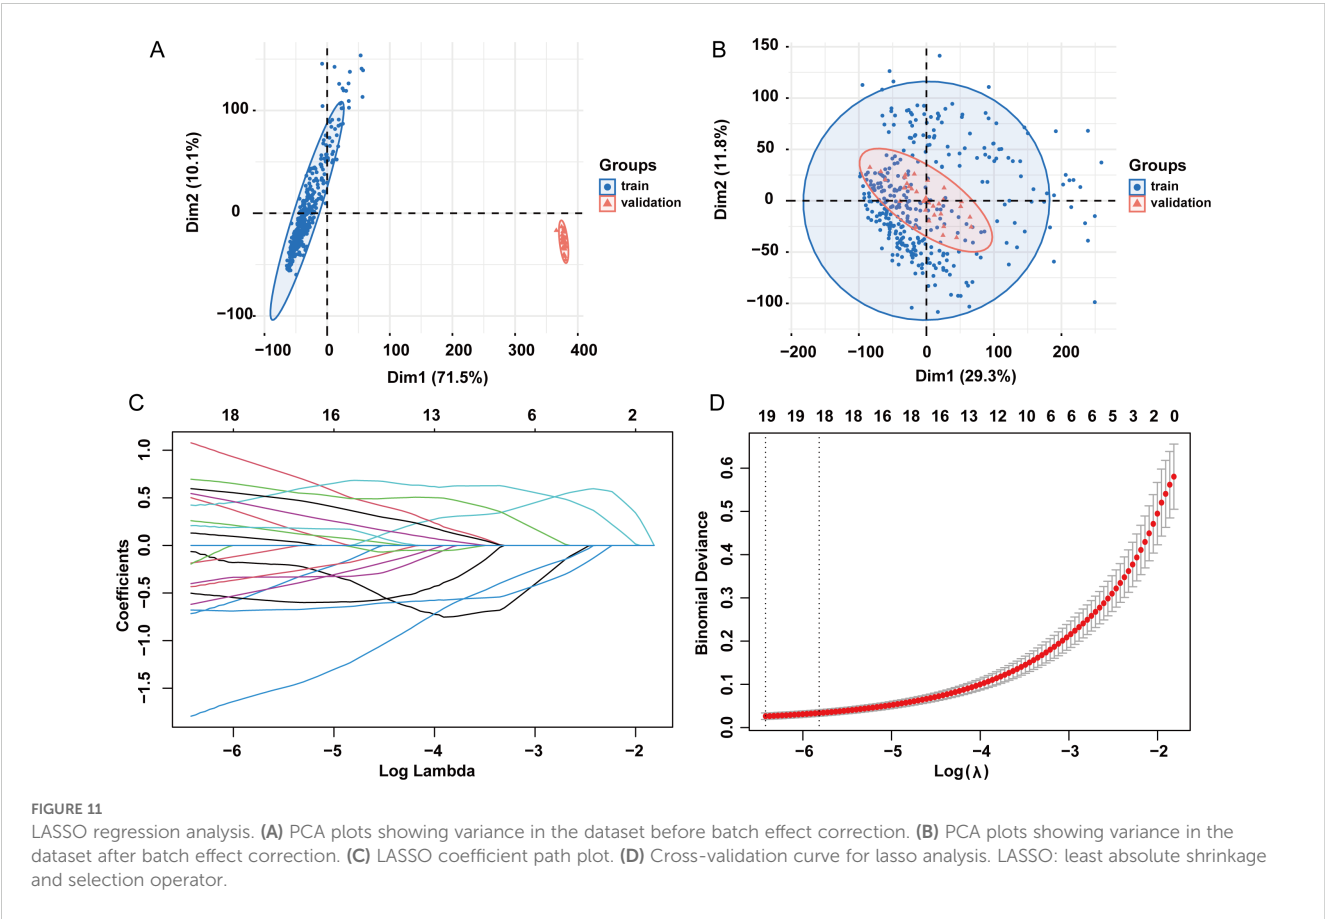 A
Dim2 (10.1%)
100
0
−100
−100 0 100 200 300 400
Dim1 (71.5%)
Groups
train
validation
B
Dim2 (11.8%)
150
100
50
0
−50
−100
−200 −100 0 100 200
Dim1 (29.3%)
Groups
train
validation
C
18 16 13 6 2
Coefficients
1.0
0.5
0.0
−0.5
−1.0
−1.5
−6 −5 −4 −3 −2
Log Lambda
D
19 19 18 18 16 18 16 13 12 10 6 6 6 5 3 2 0
Binomial Deviance
0.6
0.5
0.4
0.3
0.2
0.1
0.0
−6 −5 −4 −3 −2
Log(λ)
FIGURE 11
LASSO regression analysis. (A) PCA plots showing variance in the dataset before batch effect correction. (B) PCA plots showing variance in the
dataset after batch effect correction. (C) LASSO coefficient path plot. (D) Cross-validation curve for lasso analysis. LASSO: least absolute shrinkage
and selection operator.